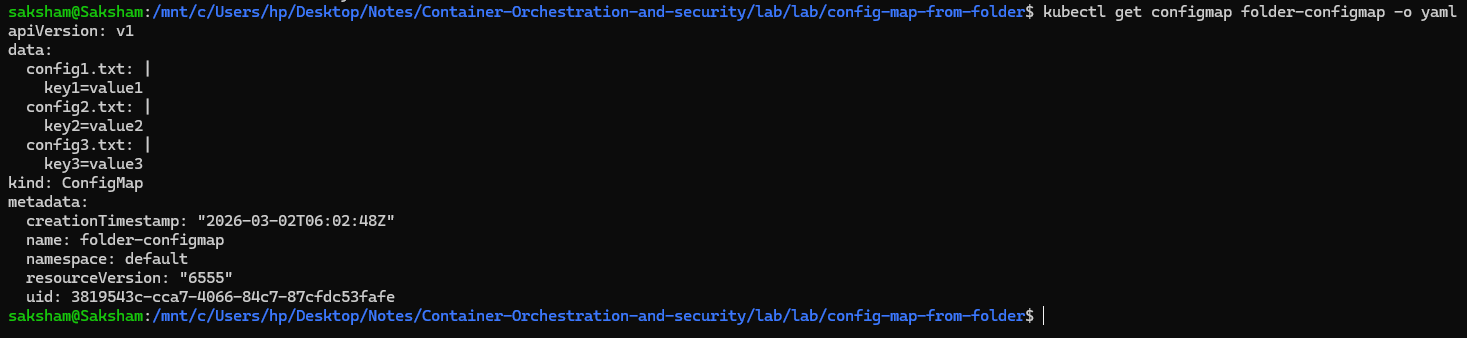 saksham@Saksham:/mnt/c/Users/hp/Desktop/Notes/Container-Orchestration-and-security/lab/lab/config-map-from-folder$ kubectl get configmap folder-configmap -o yaml
apiVersion: v1
data:
  config1.txt: |
    key1=value1
  config2.txt: |
    key2=value2
  config3.txt: |
    key3=value3
kind: ConfigMap
metadata:
  creationTimestamp: "2026-03-02T06:02:48Z"
  name: folder-configmap
  namespace: default
  resourceVersion: "6555"
  uid: 3819543c-cca7-4066-84c7-87cfdc53fafe
saksham@Saksham:/mnt/c/Users/hp/Desktop/Notes/Container-Orchestration-and-security/lab/lab/config-map-from-folder$